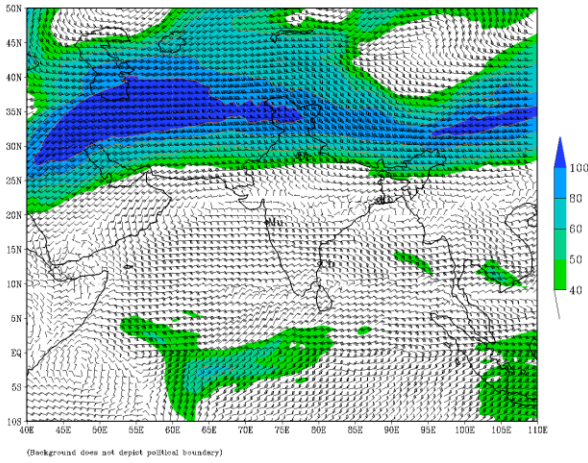 50N
45N
40N
35N
30N
25N
20N
15N
10N
5N
EQ
5S
10S
40E 45E 50E 55E 60E 65E 70E 75E 80E 85E 90E 95E 100E 105E 110E
100
80
60
50
40
Mu
Ch
(Background does not depict political boundary)